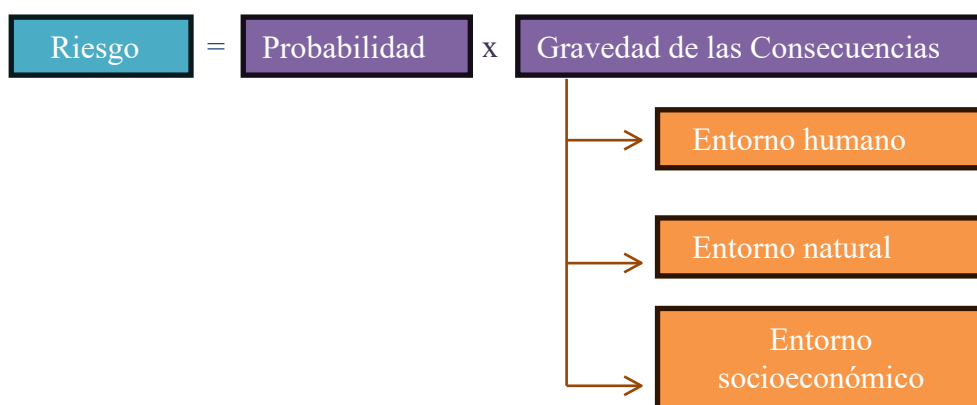 Riesgo = Probabilidad x Gravedad de las Consecuencias
Entorno humano
Entorno natural
Entorno
socioeconómico